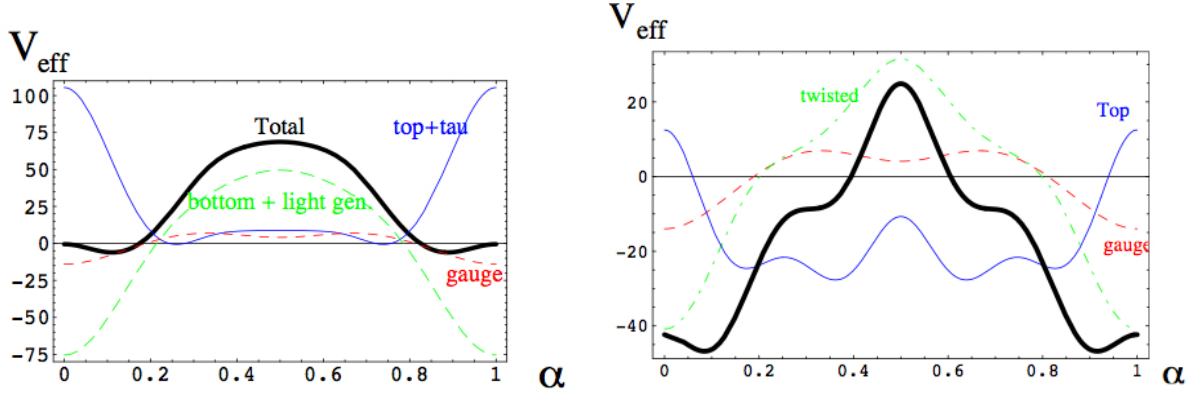 V_eff
100
75
50
25
0
-25
-50
-75
Total
top+tau
bottom + light gen
gauge
0 0.2 0.4 0.6 0.8 1 α
V_eff
20
0
-20
-40
twisted
Top
gauge
0 0.2 0.4 0.6 0.8 1 α